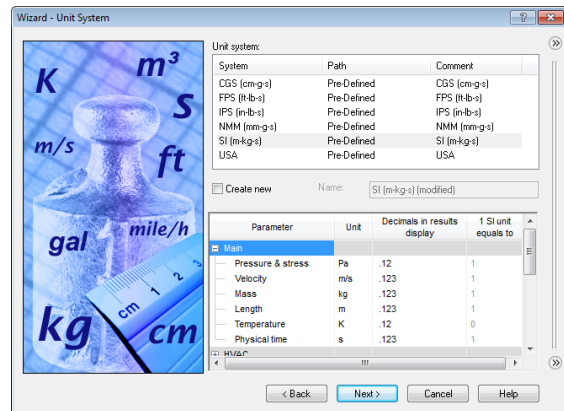 Wizard - Unit System
K
m³
S
m/s
ft
gal
mile/h
cm 1 2 3
kg
cm
Unit system:
System Path Comment
CGS (cm-g-s) Pre-Defined CGS (cm-g-s)
FPS (ft-lb-s) Pre-Defined FPS (ft-lb-s)
IPS (in-lb-s) Pre-Defined IPS (in-lb-s)
NMM (mm-g-s) Pre-Defined NMM (mm-g-s)
SI (m-kg-s) Pre-Defined SI (m-kg-s)
USA Pre-Defined USA
Create new Name: SI (m-kg-s) (modified)
Parameter Unit Decimals in results display 1 SI unit equals to
Main
Pressure & stress Pa .12 1
Velocity m/s .123 1
Mass kg .123 1
Length m .123 1
Temperature K .12 0
Physical time s .123 1
HVAC
< Back Next > Cancel Help